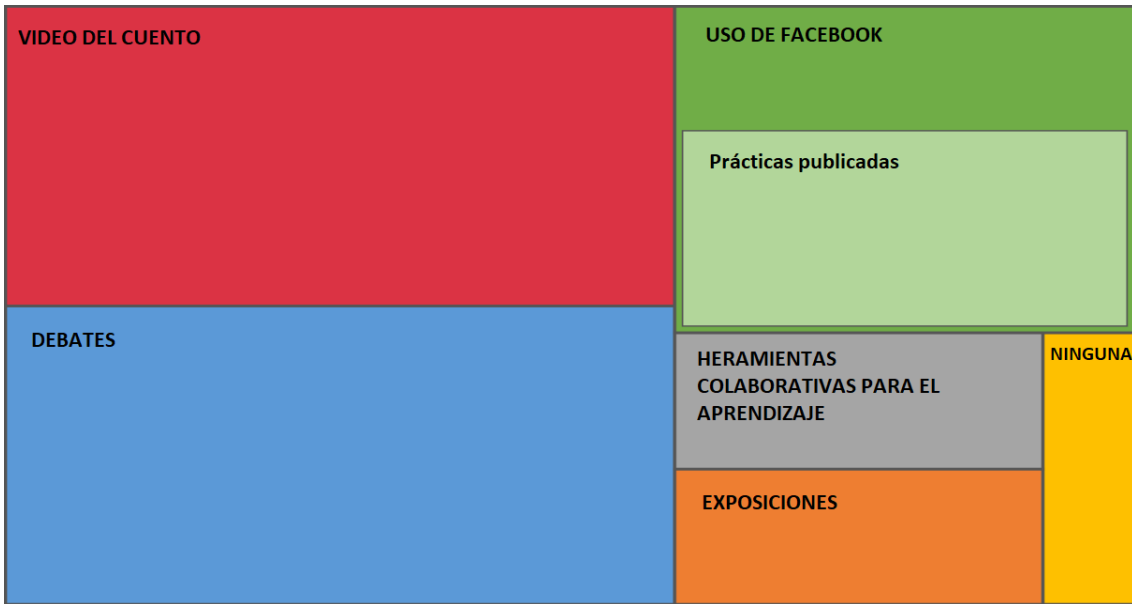 VIDEO DEL CUENTO
USO DE FACEBOOK
Prácticas publicadas
DEBATES
HERAMIENTAS
COLABORATIVAS PARA EL
APRENDIZAJE
NINGUNA
EXPOSICIONES